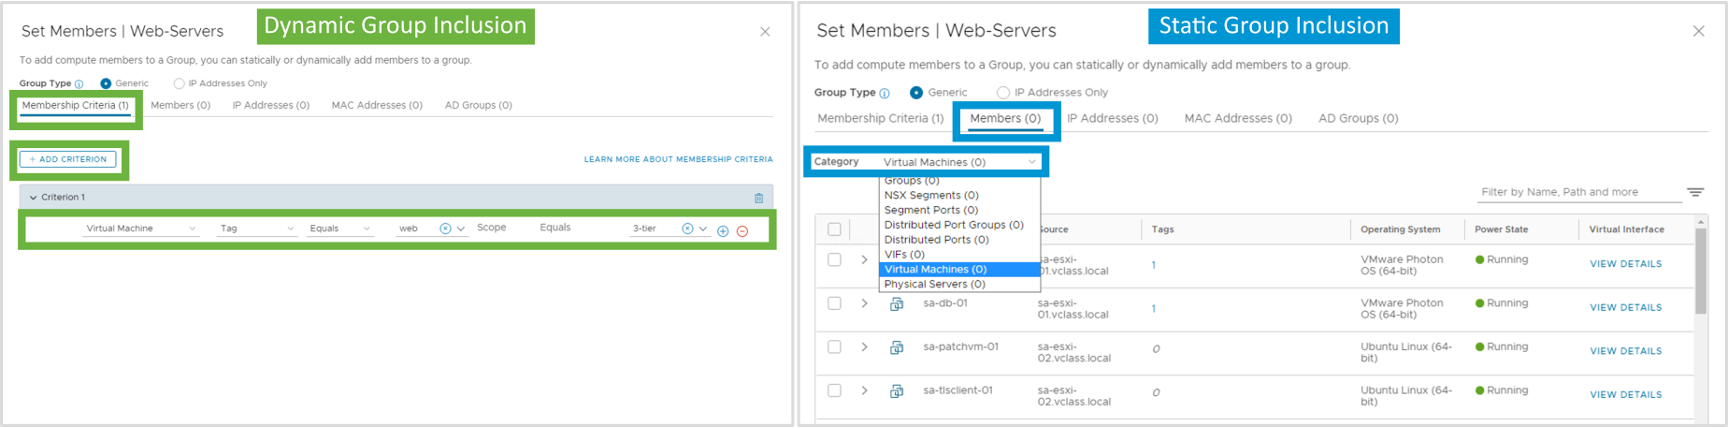 Dynamic Group Inclusion
Set Members | Web-Servers
To add compute members to a Group, you can statically or dynamically add members to a group.
Group Type Generic IP Addresses Only
Membership Criteria (1) Members (0) IP Addresses (0) MAC Addresses (0) AD Groups (0)
+ ADD CRITERION LEARN MORE ABOUT MEMBERSHIP CRITERIA
Criterion 1
Virtual Machine Tag Equals web Scope Equals 3-tier
Static Group Inclusion
Set Members | Web-Servers
To add compute members to a Group, you can statically or dynamically add members to a group.
Group Type Generic IP Addresses Only
Membership Criteria (1) Members (0) IP Addresses (0) MAC Addresses (0) AD Groups (0)
Category Virtual Machines (0)
Groups (0)
NSX Segments (0)
Segment Ports (0)
Distributed Port Groups (0)
Distributed Ports (0)
VIFs (0)
Virtual Machines (0)
Physical Servers (0)
Filter by Name, Path and more
Source Tags Operating System Power State Virtual Interface
sa-esxi-
01.vclass.local 1 VMware Photon
OS (64-bit) Running VIEW DETAILS
sa-db-01 sa-esxi-
01.vclass.local 1 VMware Photon
OS (64-bit) Running VIEW DETAILS
sa-patchvm-01 sa-esxi-
02.vclass.local 0 Ubuntu Linux (64-
bit) Running VIEW DETAILS
sa-tlsclient-01 sa-esxi-
02.vclass.local 0 Ubuntu Linux (64-
bit) Running VIEW DETAILS